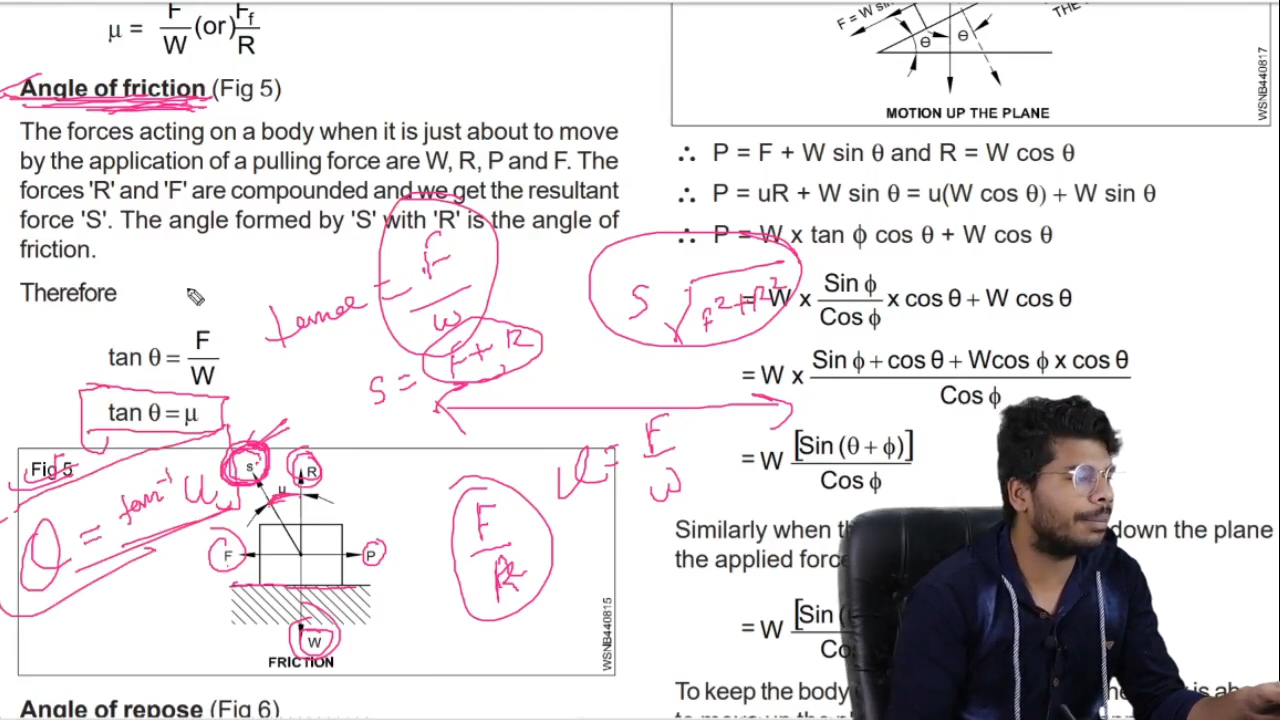 μ = F/W (or) Ff/R
Angle of friction (Fig 5)
The forces acting on a body when it is just about to move
by the application of a pulling force are W, R, P and F. The
forces 'R' and 'F' are compounded and we get the resultant
force 'S'. The angle formed by 'S' with 'R' is the angle of
friction.
Therefore
tan θ = F/W
tan θ = μ
F/W
S = F + R
Fig 5
θ = tan⁻¹ μ
S
R
μ
F
P
W
FRICTION
WSNB440815
F/R
Angle of repose (Fig 6)
F = W sin
θ
θ
THE
MOTION UP THE PLANE
WSNB440817
∴ P = F + W sin θ and R = W cos θ
∴ P = uR + W sin θ = u(W cos θ) + W sin θ
∴ P = W x tan ϕ cos θ + W cos θ
S √F²+R²
= W x Sin ϕ/Cos ϕ x cos θ + W cos θ
= W x Sin ϕ + cos θ + Wcos ϕ x cos θ/Cos ϕ
μ = F/W
= W [Sin (θ + ϕ)]/Cos ϕ
Similarly when down the plane
the applied force
= W [Sin (
To keep the body is